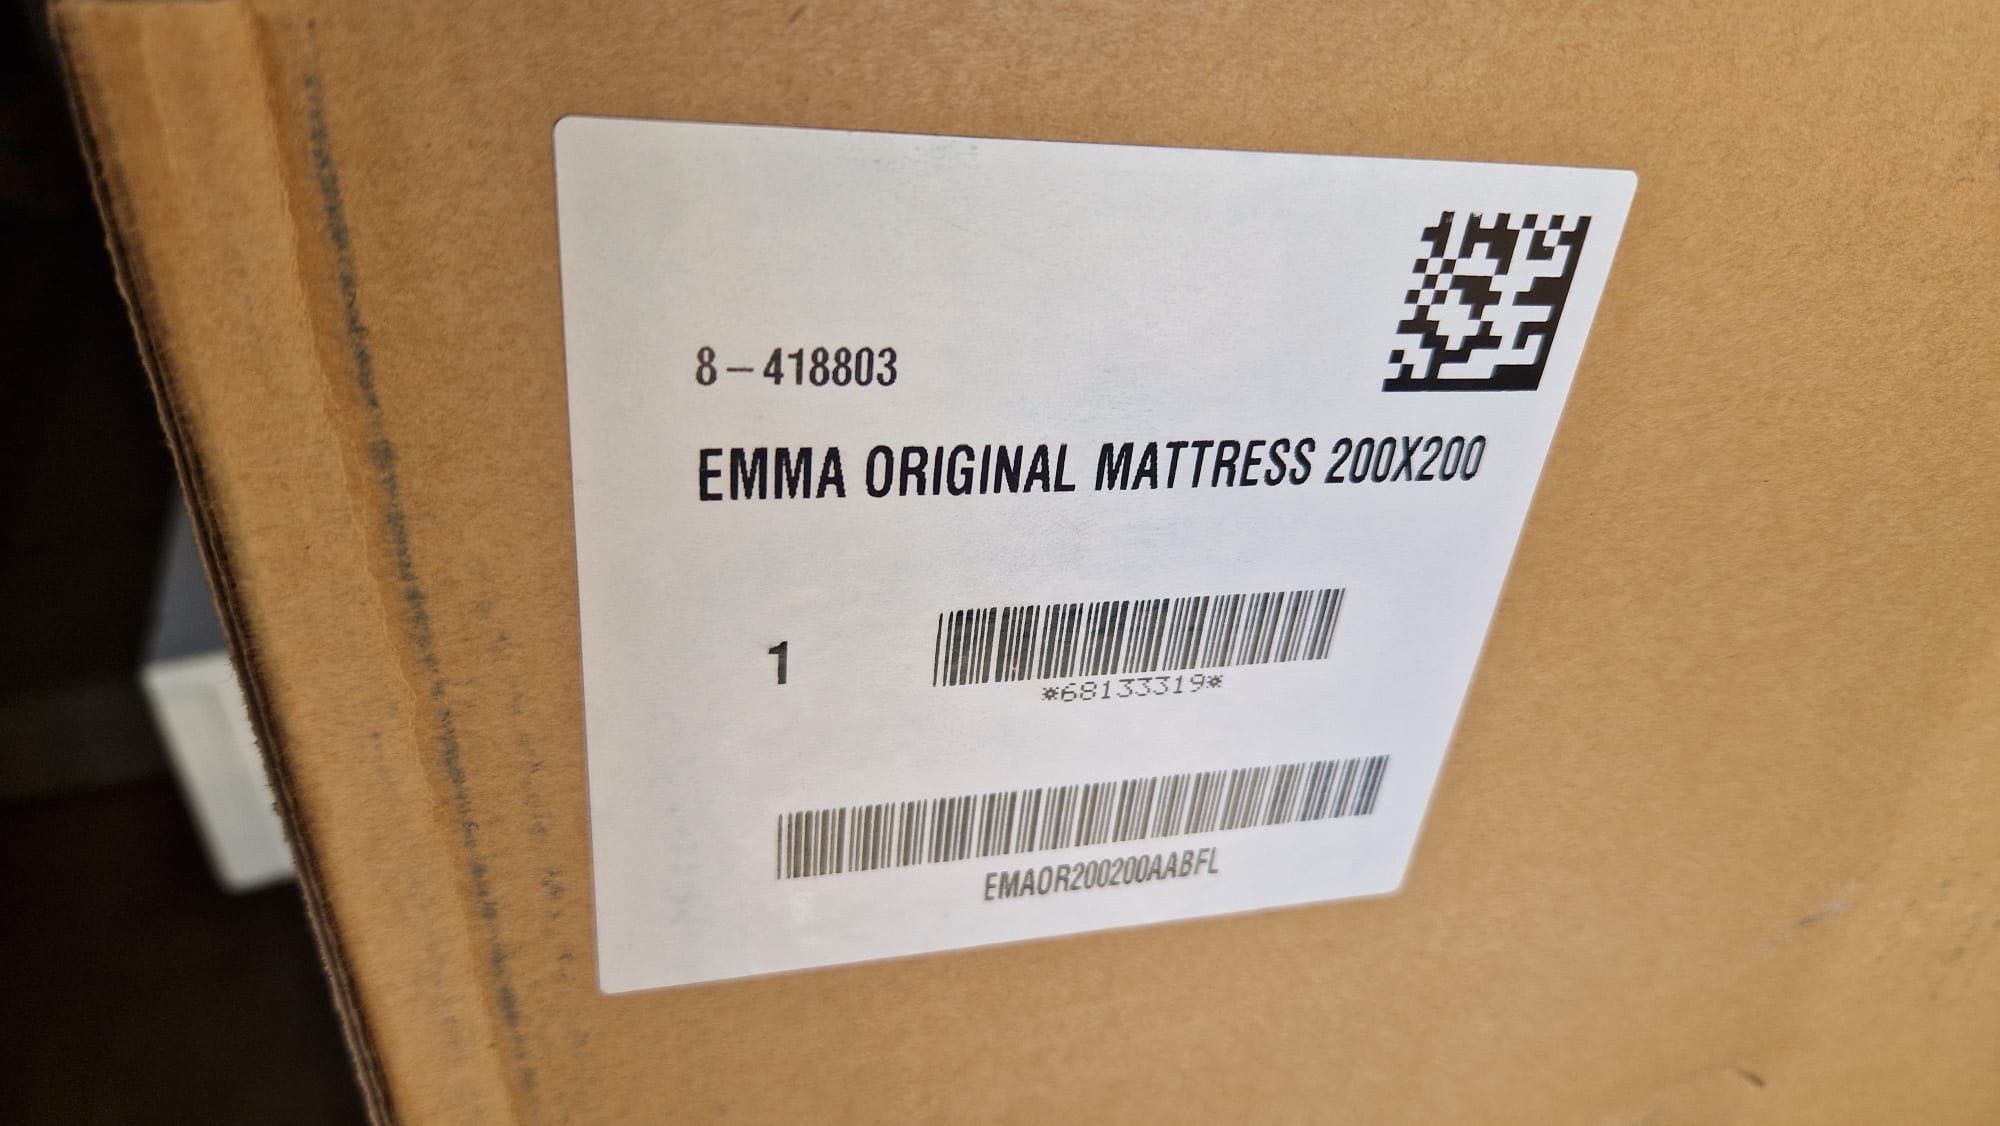 8-418803
EMMA ORIGINAL MATTRESS 200X200
1
*68133319*
EMAOR200200AABFL